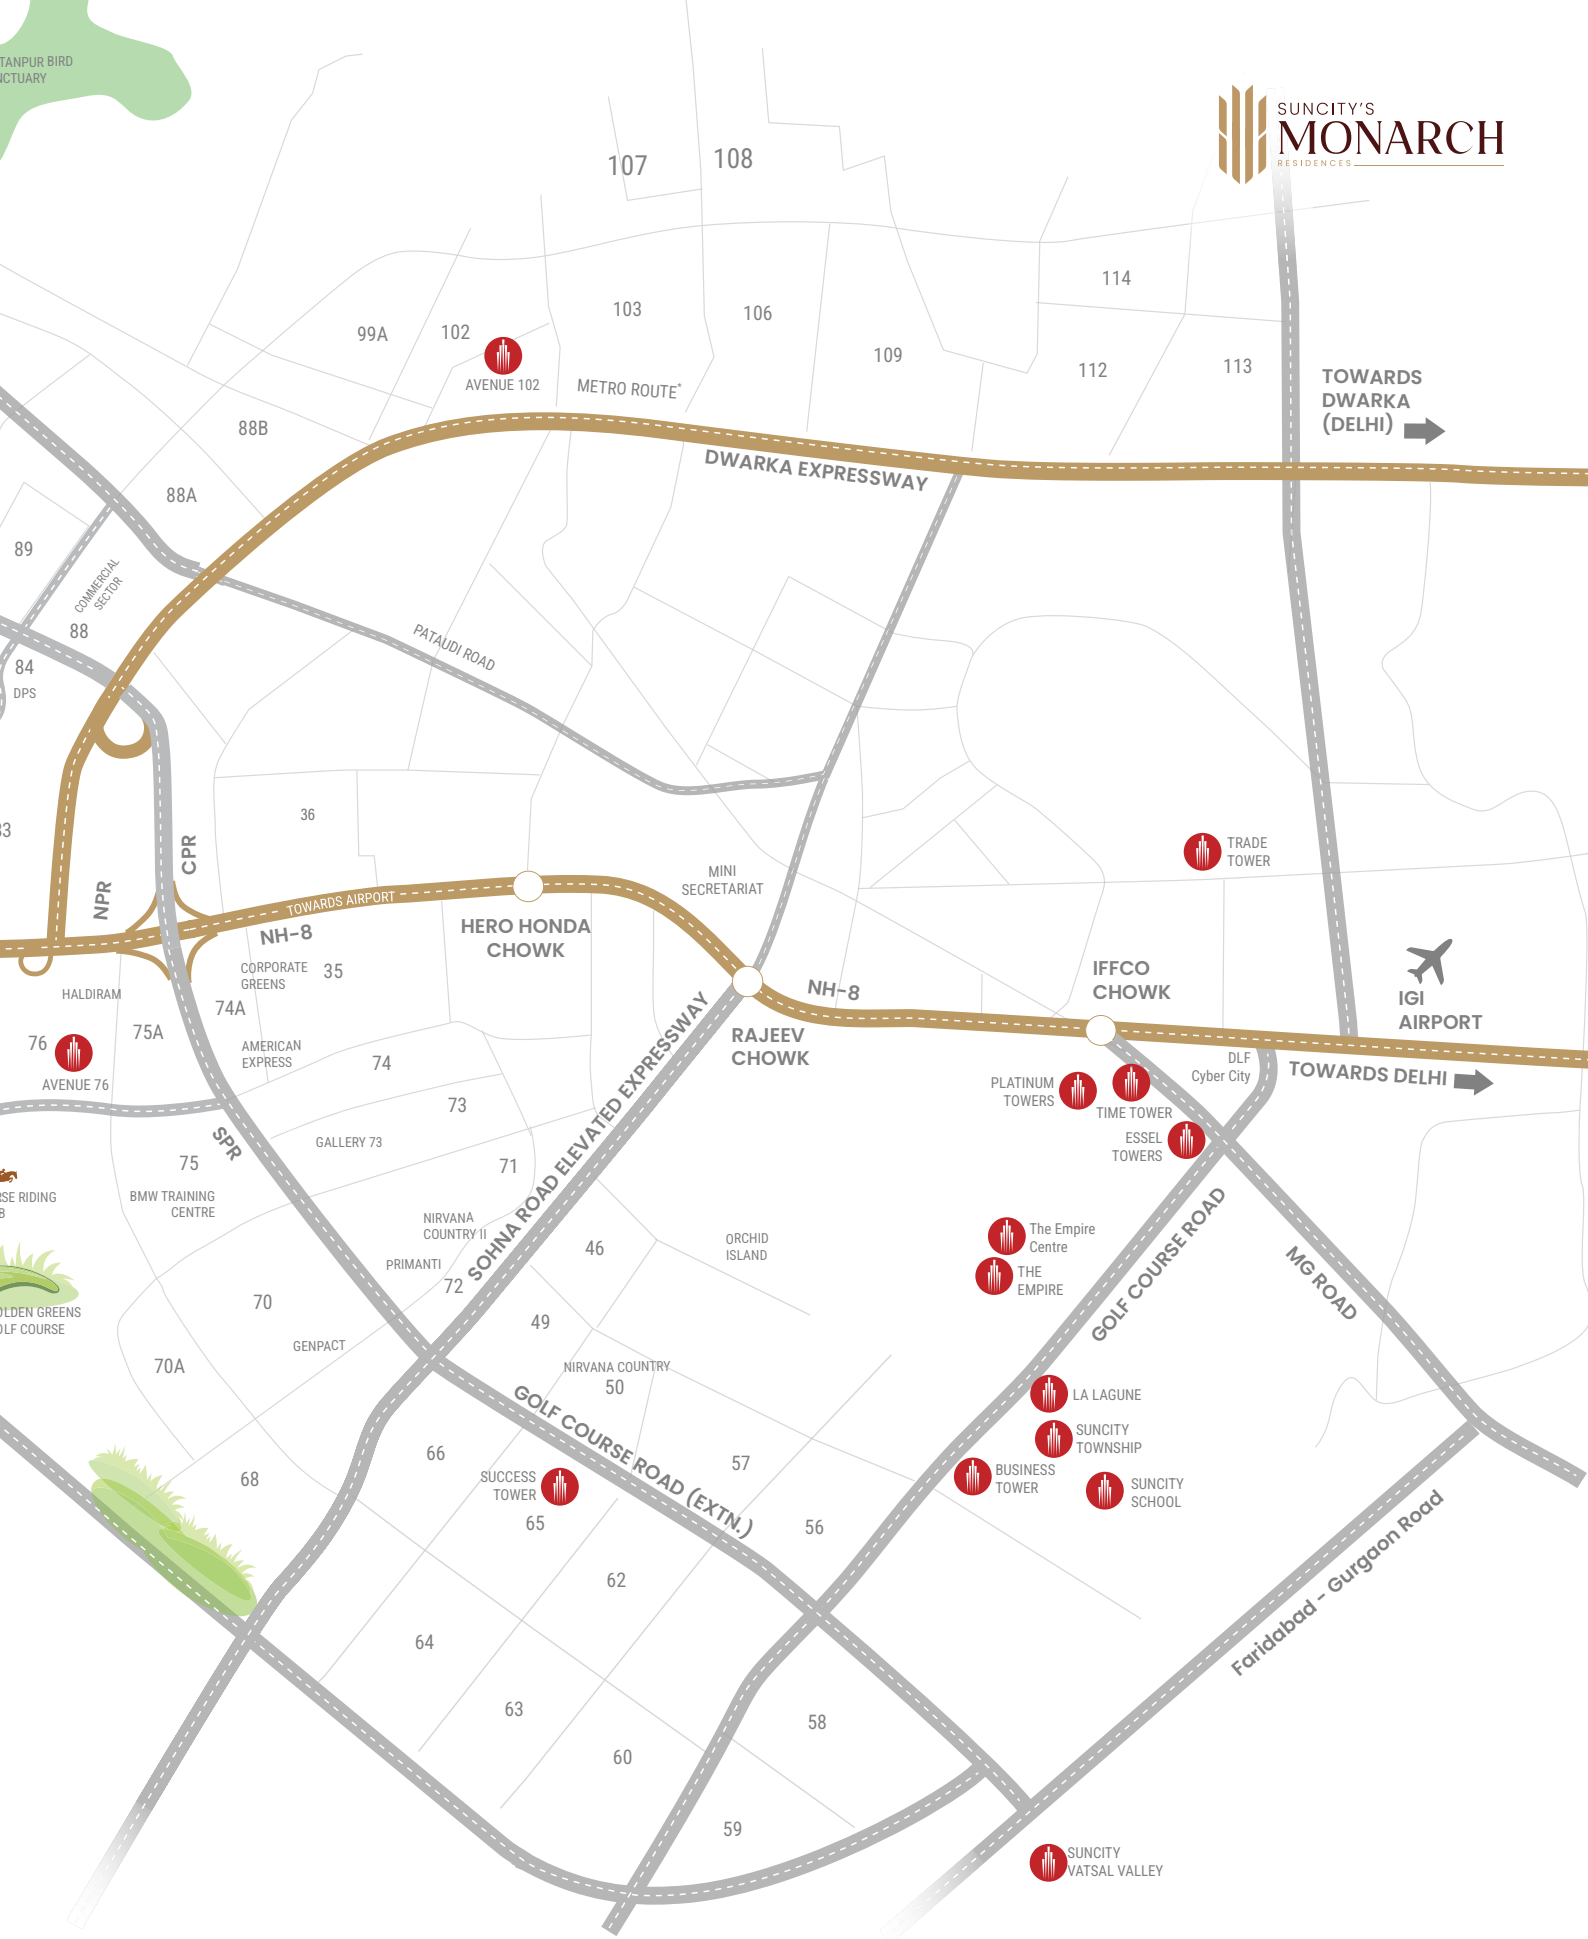 TANPUR BIRD
NCTUARY
SUNCITY'S
MONARCH
RESIDENCES
107
108
114
103
106
99A
102
109
112
113
AVENUE 102
METRO ROUTE*
TOWARDS
DWARKA
(DELHI)
88B
DWARKA EXPRESSWAY
88A
89
COMMERCIAL
SECTOR
88
84
DPS
PATAUDI ROAD
36
33
CPR
NPR
TRADE
TOWER
MINI
SECRETARIAT
TOWARDS AIRPORT
NH-8
HERO HONDA
CHOWK
CORPORATE
GREENS
35
HALDIRAM
74A
NH-8
IFFCO
CHOWK
IGI
AIRPORT
76
75A
AMERICAN
EXPRESS
RAJEEV
CHOWK
AVENUE 76
74
73
DLF
Cyber City
TOWARDS DELHI
PLATINUM
TOWERS
TIME TOWER
ESSEL
TOWERS
SPR
GALLERY 73
75
71
SOHNA ROAD ELEVATED EXPRESSWAY
RSE RIDING
B
BMW TRAINING
CENTRE
NIRVANA
COUNTRY II
PRIMANTI
72
46
ORCHID
ISLAND
The Empire
Centre
THE
EMPIRE
GOLF COURSE ROAD
MG ROAD
OLDEN GREENS
OLF COURSE
70
GENPACT
49
70A
NIRVANA COUNTRY
50
LA LAGUNE
GOLF COURSE ROAD (EXTN.)
SUNCITY
TOWNSHIP
66
57
68
SUCCESS
TOWER
65
BUSINESS
TOWER
SUNCITY
SCHOOL
56
Faridabad - Gurgaon Road
62
64
63
58
60
59
SUNCITY
VATSAL VALLEY